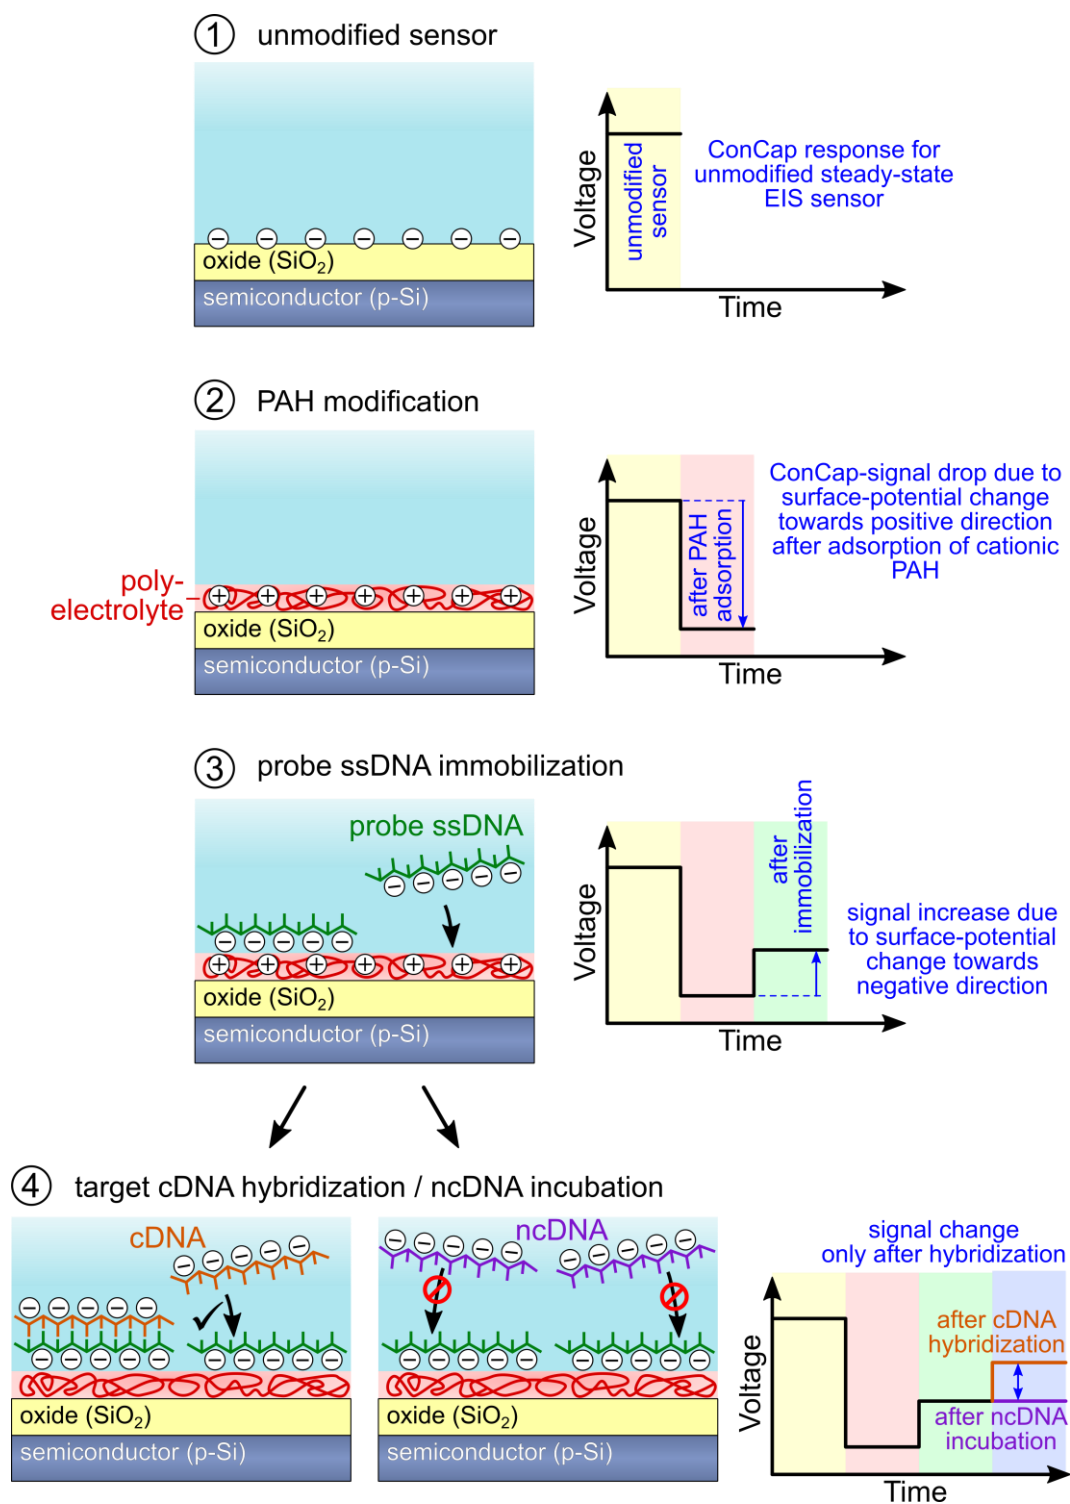 1 unmodified sensor
oxide (SiO₂)
semiconductor (p-Si)
Voltage
unmodified
sensor
Time
ConCap response for
unmodified steady-state
EIS sensor
2 PAH modification
poly-
electrolyte
oxide (SiO₂)
semiconductor (p-Si)
Voltage
after PAH
adsorption
Time
ConCap-signal drop due to
surface-potential change
towards positive direction
after adsorption of cationic
PAH
3 probe ssDNA immobilization
probe ssDNA
oxide (SiO₂)
semiconductor (p-Si)
Voltage
after
immobilization
Time
signal increase due
to surface-potential
change towards
negative direction
4 target cDNA hybridization / ncDNA incubation
cDNA
oxide (SiO₂)
semiconductor (p-Si)
ncDNA
oxide (SiO₂)
semiconductor (p-Si)
signal change
only after hybridization
Voltage
after cDNA
hybridization
after ncDNA
incubation
Time